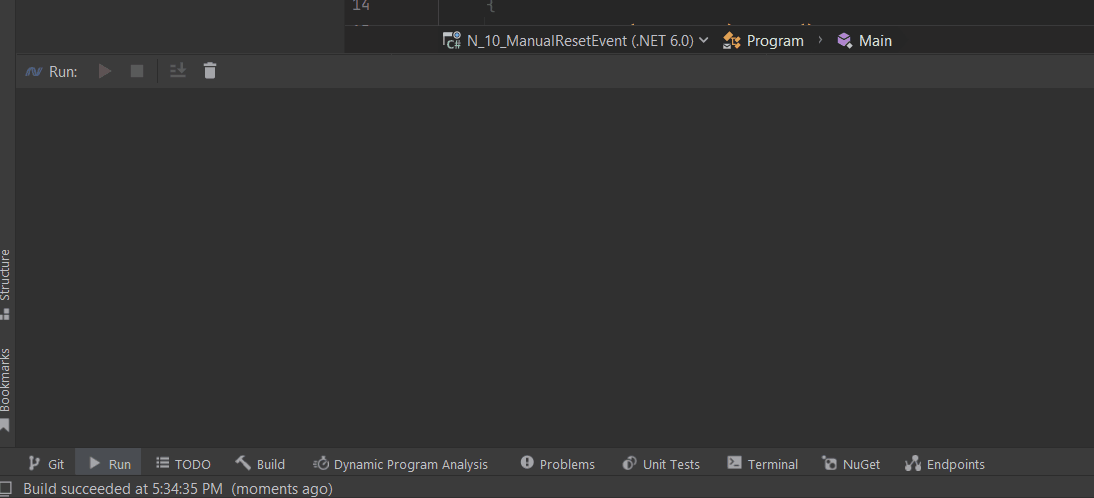 14
{
C# N_10_ManualResetEvent (.NET 6.0) Program › Main
Run:
Structure
Bookmarks
Git Run TODO Build Dynamic Program Analysis Problems Unit Tests Terminal NuGet Endpoints
Build succeeded at 5:34:35 PM (moments ago)